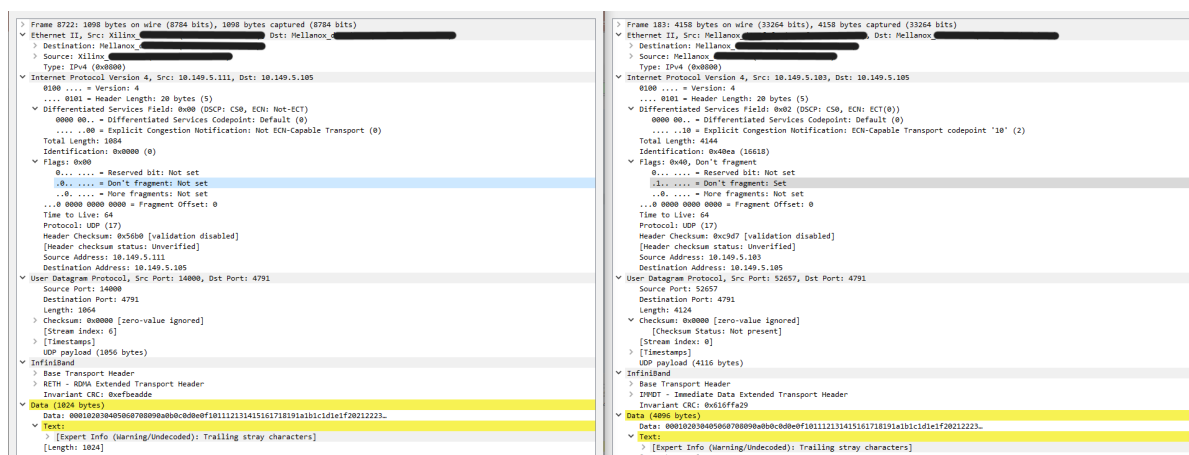 Frame 8722: 1098 bytes on wire (8784 bits), 1098 bytes captured (8784 bits)
Ethernet II, Src: Xilinx_ Dst: Mellanox_
Destination: Mellanox_
Source: Xilinx_
Type: IPv4 (0x0800)
Internet Protocol Version 4, Src: 10.149.5.111, Dst: 10.149.5.105
0100 .... = Version: 4
.... 0101 = Header Length: 20 bytes (5)
Differentiated Services Field: 0x00 (DSCP: CS0, ECN: Not-ECT)
0000 00.. = Differentiated Services Codepoint: Default (0)
.... ..00 = Explicit Congestion Notification: Not ECN-Capable Transport (0)
Total Length: 1084
Identification: 0x0000 (0)
Flags: 0x00
0... .... = Reserved bit: Not set
.0.. .... = Don't fragment: Not set
..0. .... = More fragments: Not set
...0 0000 0000 0000 = Fragment Offset: 0
Time to Live: 64
Protocol: UDP (17)
Header Checksum: 0x56b0 [validation disabled]
[Header checksum status: Unverified]
Source Address: 10.149.5.111
Destination Address: 10.149.5.105
User Datagram Protocol, Src Port: 14000, Dst Port: 4791
Source Port: 14000
Destination Port: 4791
Length: 1064
Checksum: 0x0000 [zero-value ignored]
[Stream index: 6]
[Timestamps]
UDP payload (1056 bytes)
InfiniBand
Base Transport Header
RETH - RDMA Extended Transport Header
Invariant CRC: 0xefbeadde
Data (1024 bytes)
Data: 000102030405060708090a0b0c0d0e0f101112131415161718191a1b1c1d1e1f20212223…
Text:
[Expert Info (Warning/Undecoded): Trailing stray characters]
[Length: 1024]
Frame 183: 4158 bytes on wire (33264 bits), 4158 bytes captured (33264 bits)
Ethernet II, Src: Mellanox_ , Dst: Mellanox_
Destination: Mellanox_
Source: Mellanox_
Type: IPv4 (0x0800)
Internet Protocol Version 4, Src: 10.149.5.103, Dst: 10.149.5.105
0100 .... = Version: 4
.... 0101 = Header Length: 20 bytes (5)
Differentiated Services Field: 0x02 (DSCP: CS0, ECN: ECT(0))
0000 00.. = Differentiated Services Codepoint: Default (0)
.... ..10 = Explicit Congestion Notification: ECN-Capable Transport codepoint '10' (2)
Total Length: 4144
Identification: 0x40ea (16618)
Flags: 0x40, Don't fragment
0... .... = Reserved bit: Not set
.1.. .... = Don't fragment: Set
..0. .... = More fragments: Not set
...0 0000 0000 0000 = Fragment Offset: 0
Time to Live: 64
Protocol: UDP (17)
Header Checksum: 0xc9d7 [validation disabled]
[Header checksum status: Unverified]
Source Address: 10.149.5.103
Destination Address: 10.149.5.105
User Datagram Protocol, Src Port: 52657, Dst Port: 4791
Source Port: 52657
Destination Port: 4791
Length: 4124
Checksum: 0x0000 [zero-value ignored]
[Checksum Status: Not present]
[Stream index: 0]
[Timestamps]
UDP payload (4116 bytes)
InfiniBand
Base Transport Header
IMMDT - Immediate Data Extended Transport Header
Invariant CRC: 0x616ffa29
Data (4096 bytes)
Data: 000102030405060708090a0b0c0d0e0f101112131415161718191a1b1c1d1e1f20212223…
Text:
[Expert Info (Warning/Undecoded): Trailing stray characters]